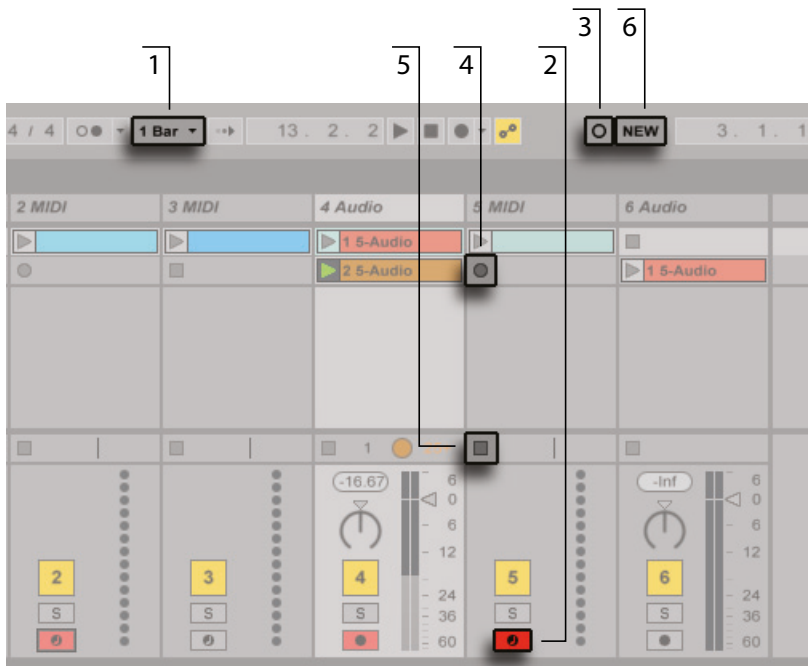 3 6
1 5 4 2
4 / 4 1 Bar 13. 2. 2 NEW 3. 1. 1
2 MIDI 3 MIDI 4 Audio 5 MIDI 6 Audio
1 5-Audio
2 5-Audio 1 5-Audio
1
-16.67 6 -Inf 6
0 0
6 6
12 12
2 3 4 5 6
24 24
S S S S S
36 36
60 60